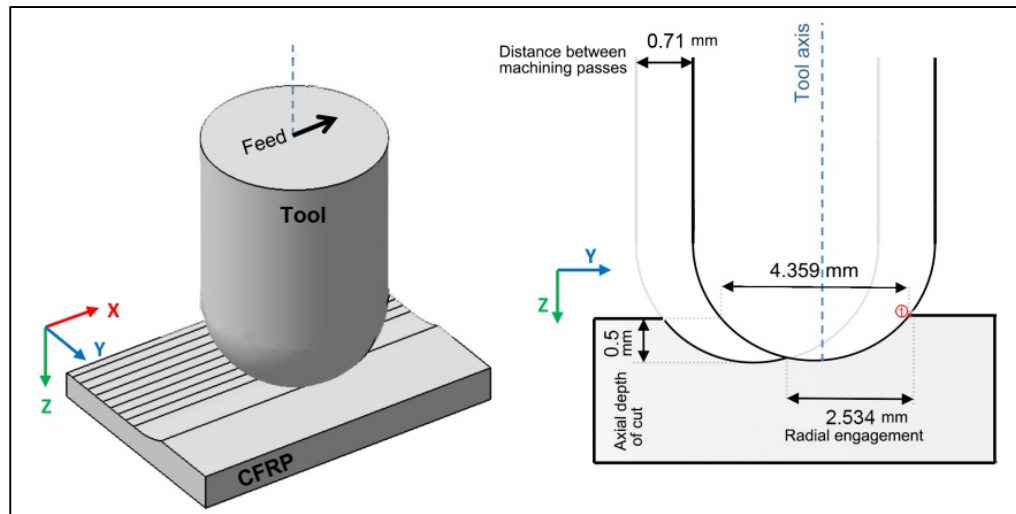 Feed
Tool
X
Y
Z
CFRP
Distance between
machining passes
0.71 mm
Tool axis
Y
Z
4.359 mm
1
0.5
mm
Axial depth
of cut
2.534 mm
Radial engagement